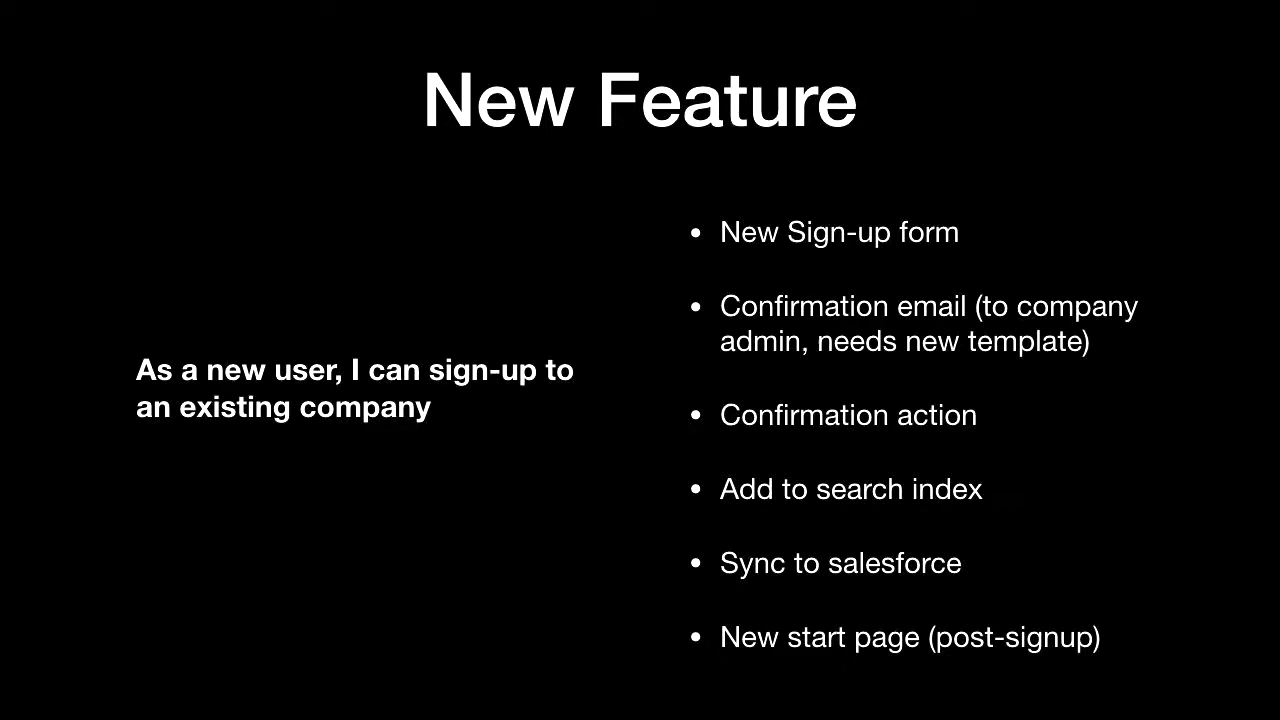 New Feature
As a new user, I can sign-up to
an existing company
• New Sign-up form
• Confirmation email (to company
admin, needs new template)
• Confirmation action
• Add to search index
• Sync to salesforce
• New start page (post-signup)